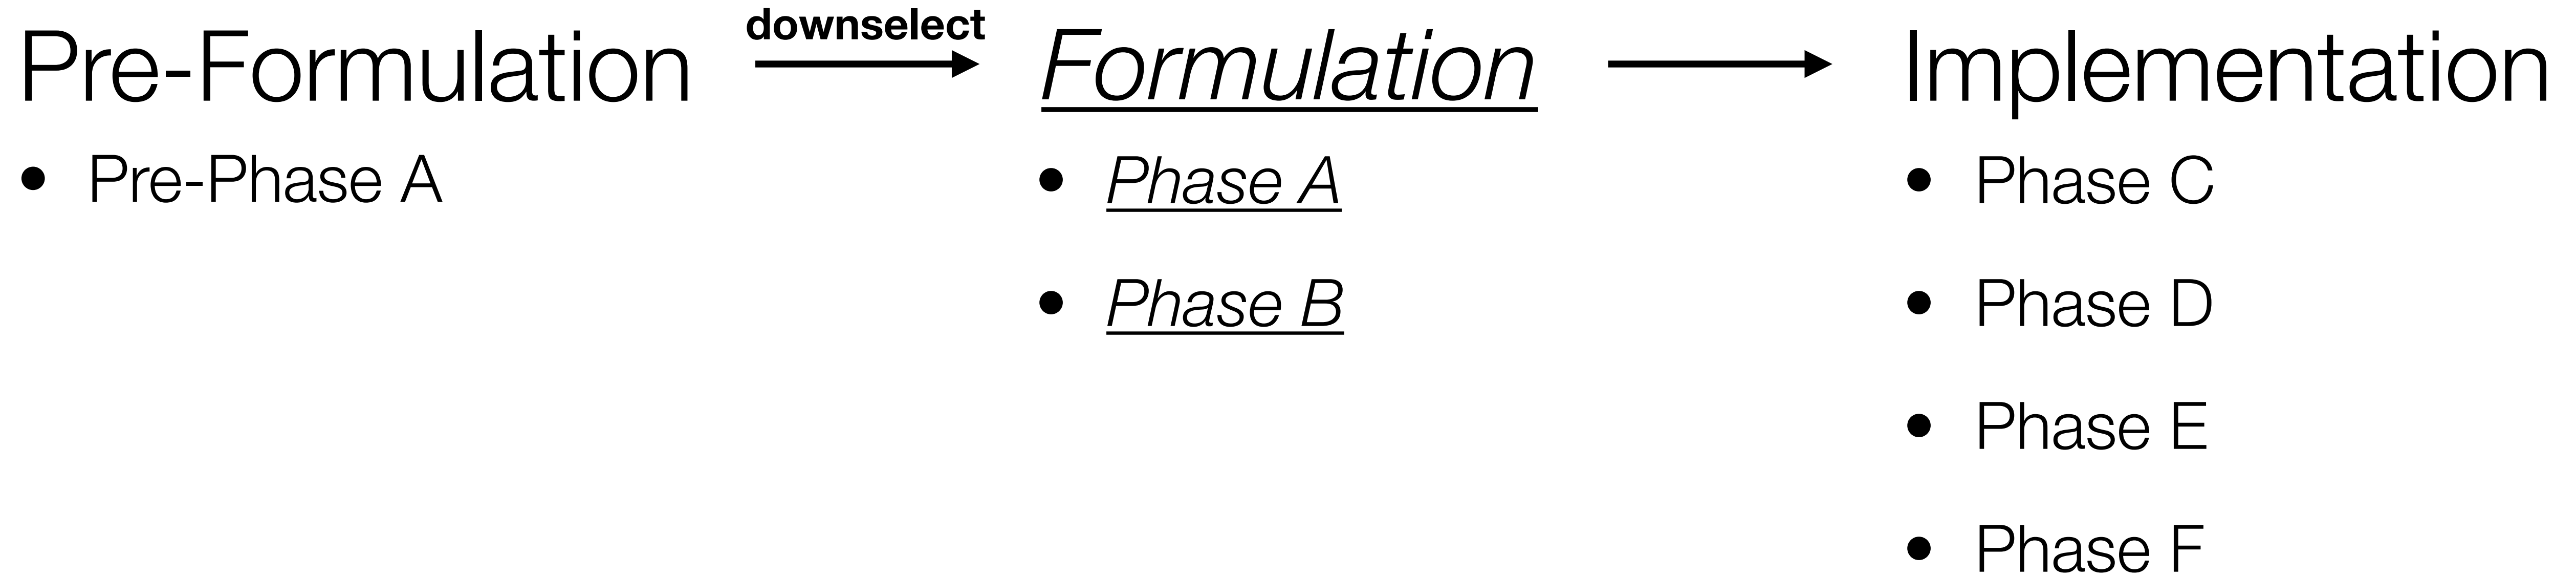 Pre-Formulation
• Pre-Phase A
downselect
Formulation
• Phase A
• Phase B
Implementation
• Phase C
• Phase D
• Phase E
• Phase F